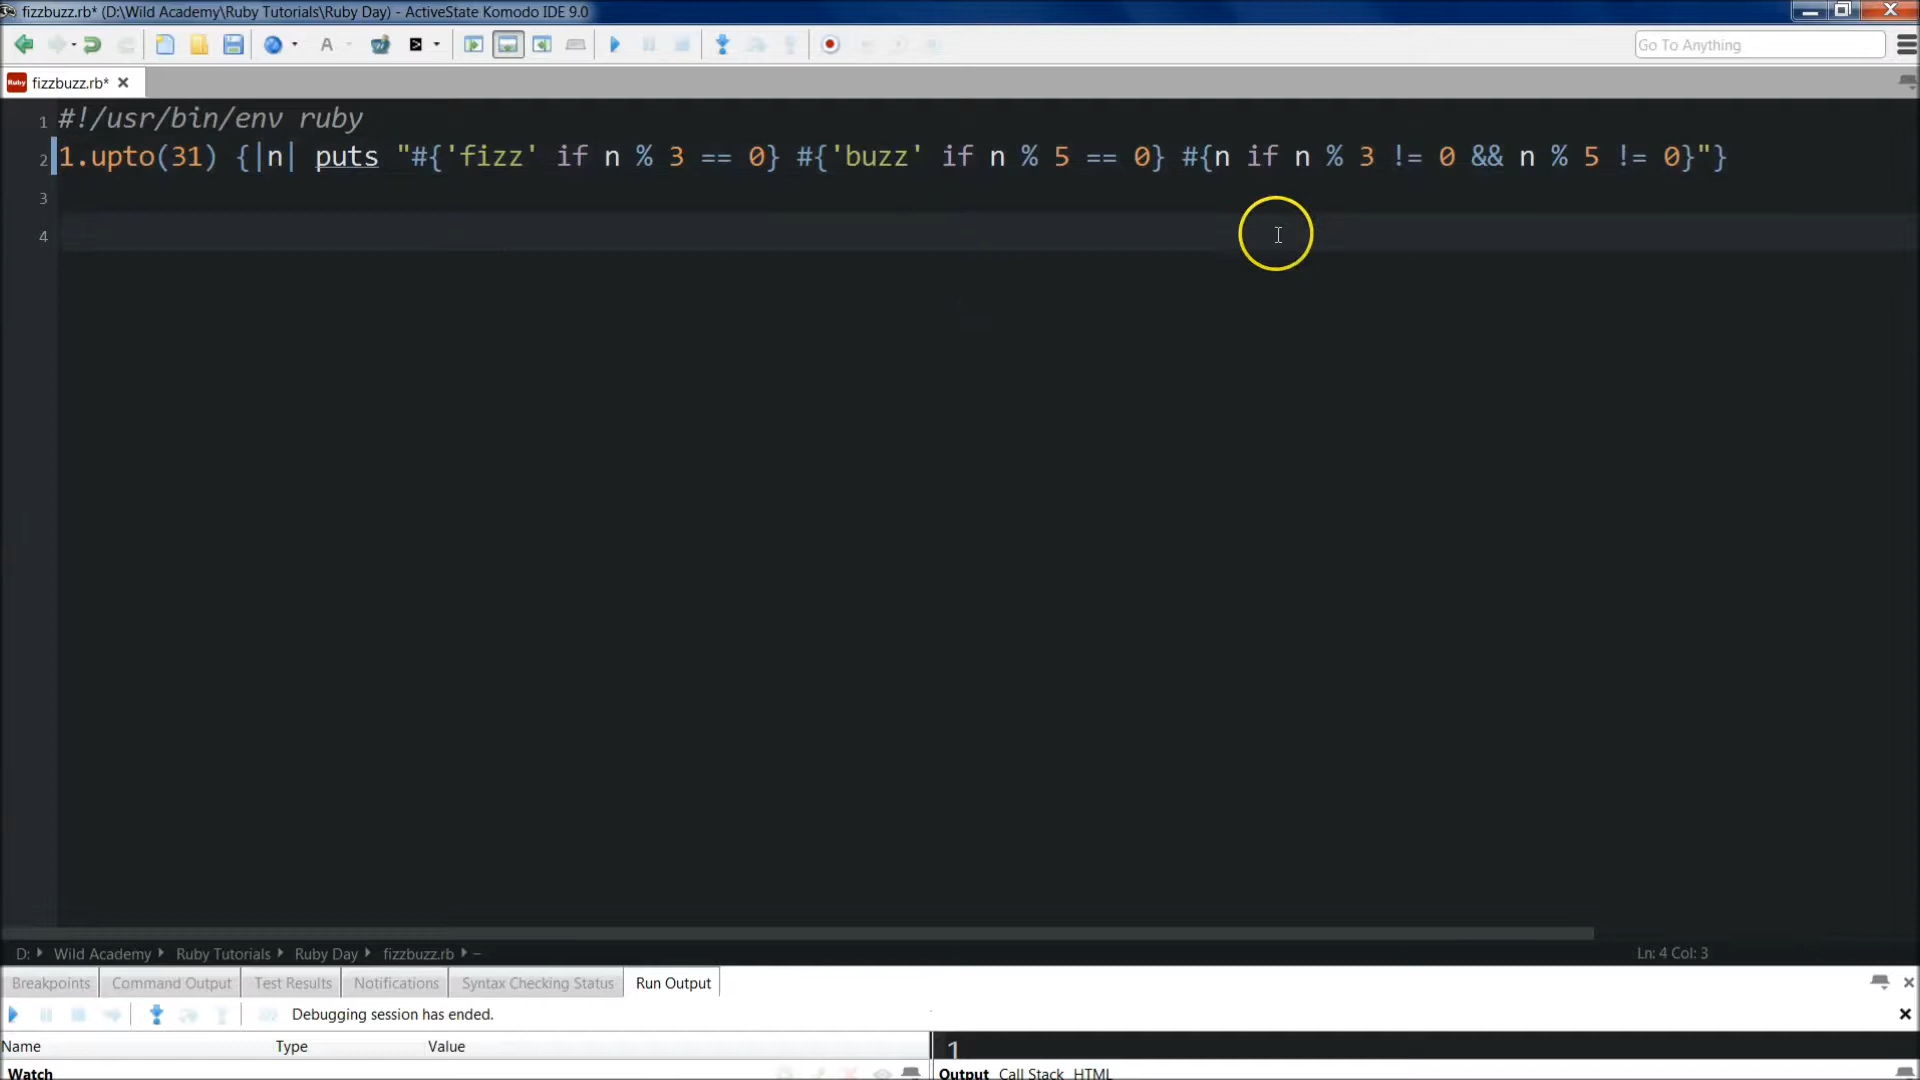 fizzbuzz.rb* (D:\Wild Academy\Ruby Tutorials\Ruby Day) - ActiveState Komodo IDE 9.0
Go To Anything
Ruby fizzbuzz.rb*
1 #!/usr/bin/env ruby
2 1.upto(31) {|n| puts "#{'fizz' if n % 3 == 0} #{'buzz' if n % 5 == 0} #{n if n % 3 != 0 && n % 5 != 0}"}
3
4
D: Wild Academy Ruby Tutorials Ruby Day fizzbuzz.rb – Ln: 4 Col: 3
Breakpoints Command Output Test Results Notifications Syntax Checking Status Run Output
Debugging session has ended.
Name Type Value 1
Watch Output Call Stack HTML